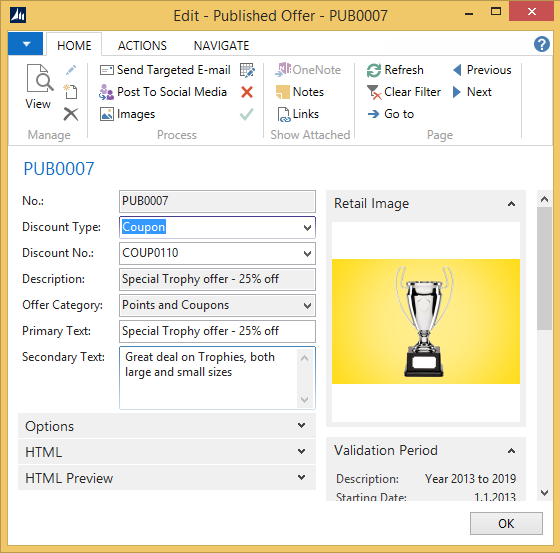 Edit - Published Offer - PUB0007
HOME ACTIONS NAVIGATE
View
Manage
Send Targeted E-mail
Post To Social Media
Images
Process
OneNote
Notes
Links
Show Attached
Refresh
Clear Filter
Go to
Previous
Next
Page
PUB0007
No.: PUB0007
Discount Type: Coupon
Discount No.: COUP0110
Description: Special Trophy offer - 25% off
Offer Category: Points and Coupons
Primary Text: Special Trophy offer - 25% off
Secondary Text: Great deal on Trophies, both
large and small sizes
Options
HTML
HTML Preview
Retail Image
Validation Period
Description: Year 2013 to 2019
Starting Date: 1.1.2013
OK